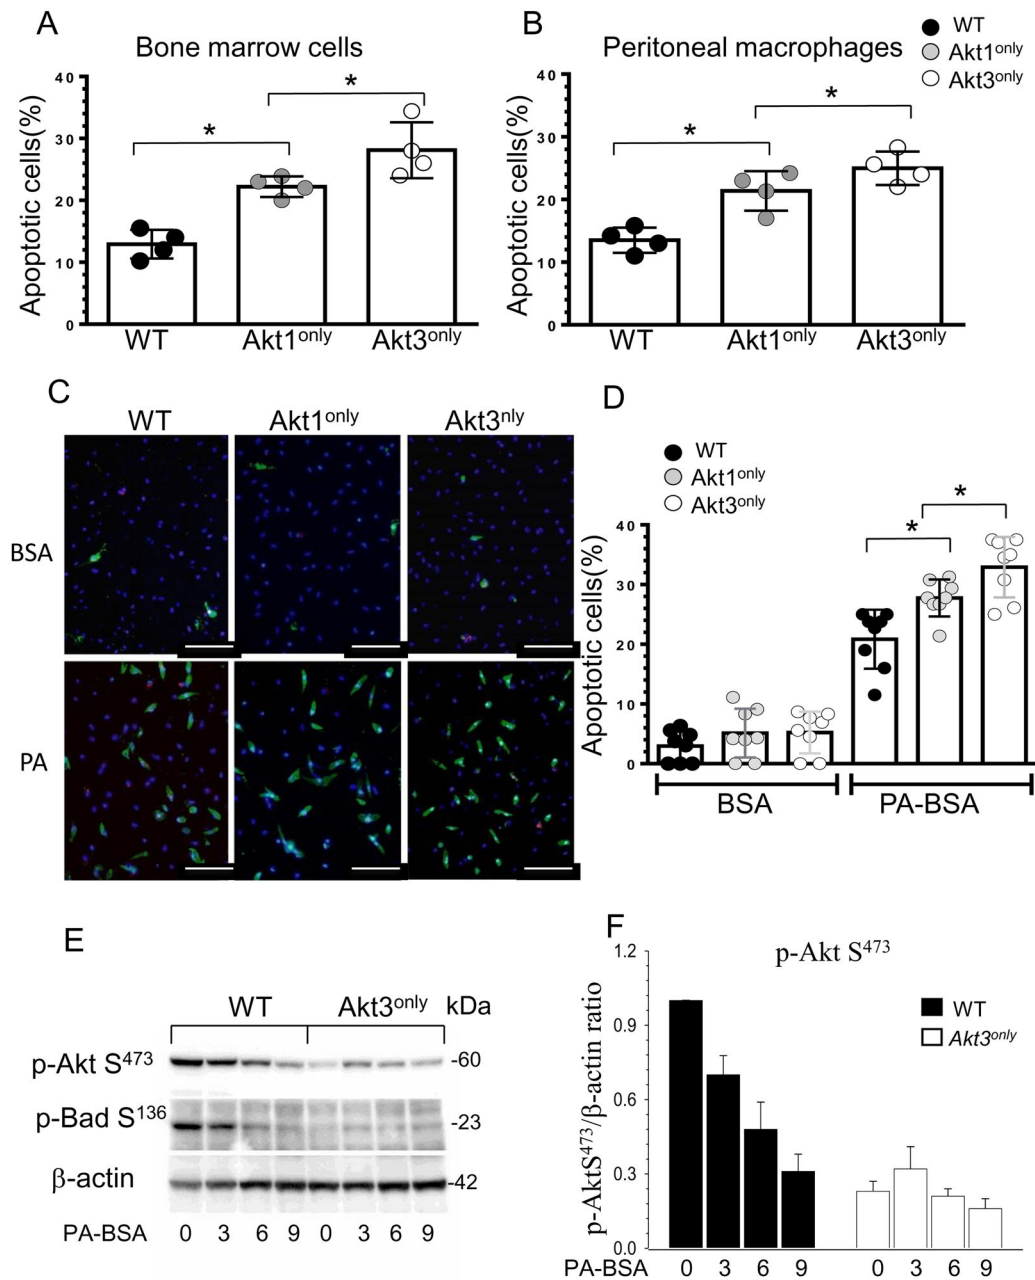 A
Bone marrow cells
Apoptotic cells(%)
40
30
20
10
0
WT
Akt1only
Akt3only
*
*
B
Peritoneal macrophages
WT
Akt1only
Akt3only
Apoptotic cells(%)
40
30
20
10
0
WT
Akt1only
Akt3only
*
*
C
WT
Akt1only
Akt3nly
BSA
PA
D
WT
Akt1only
Akt3only
Apoptotic cells(%)
40
30
20
10
0
*
*
BSA
PA-BSA
E
WT
Akt3only
kDa
p-Akt S473
-60
p-Bad S136
-23
β-actin
-42
PA-BSA 0 3 6 9 0 3 6 9
F
p-Akt S473
WT
Akt3only
p-AktS473/β-actin ratio
1.2
0.9
0.6
0.3
0.0
PA-BSA 0 3 6 9 0 3 6 9